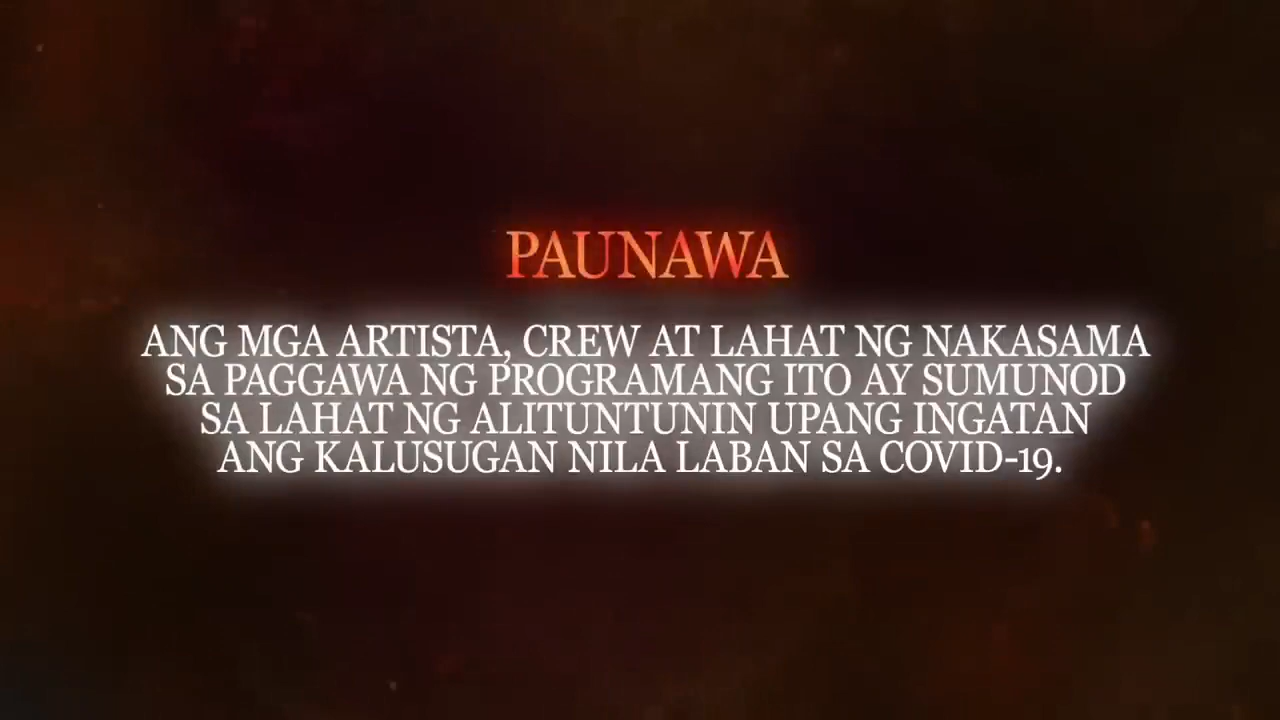 PAUNAWA
ANG MGA ARTISTA, CREW AT LAHAT NG NAKASAMA
SA PAGGAWA NG PROGRAMANG ITO AY SUMUNOD
SA LAHAT NG ALITUNTUNIN UPANG INGATAN
ANG KALUSUGAN NILA LABAN SA COVID-19.